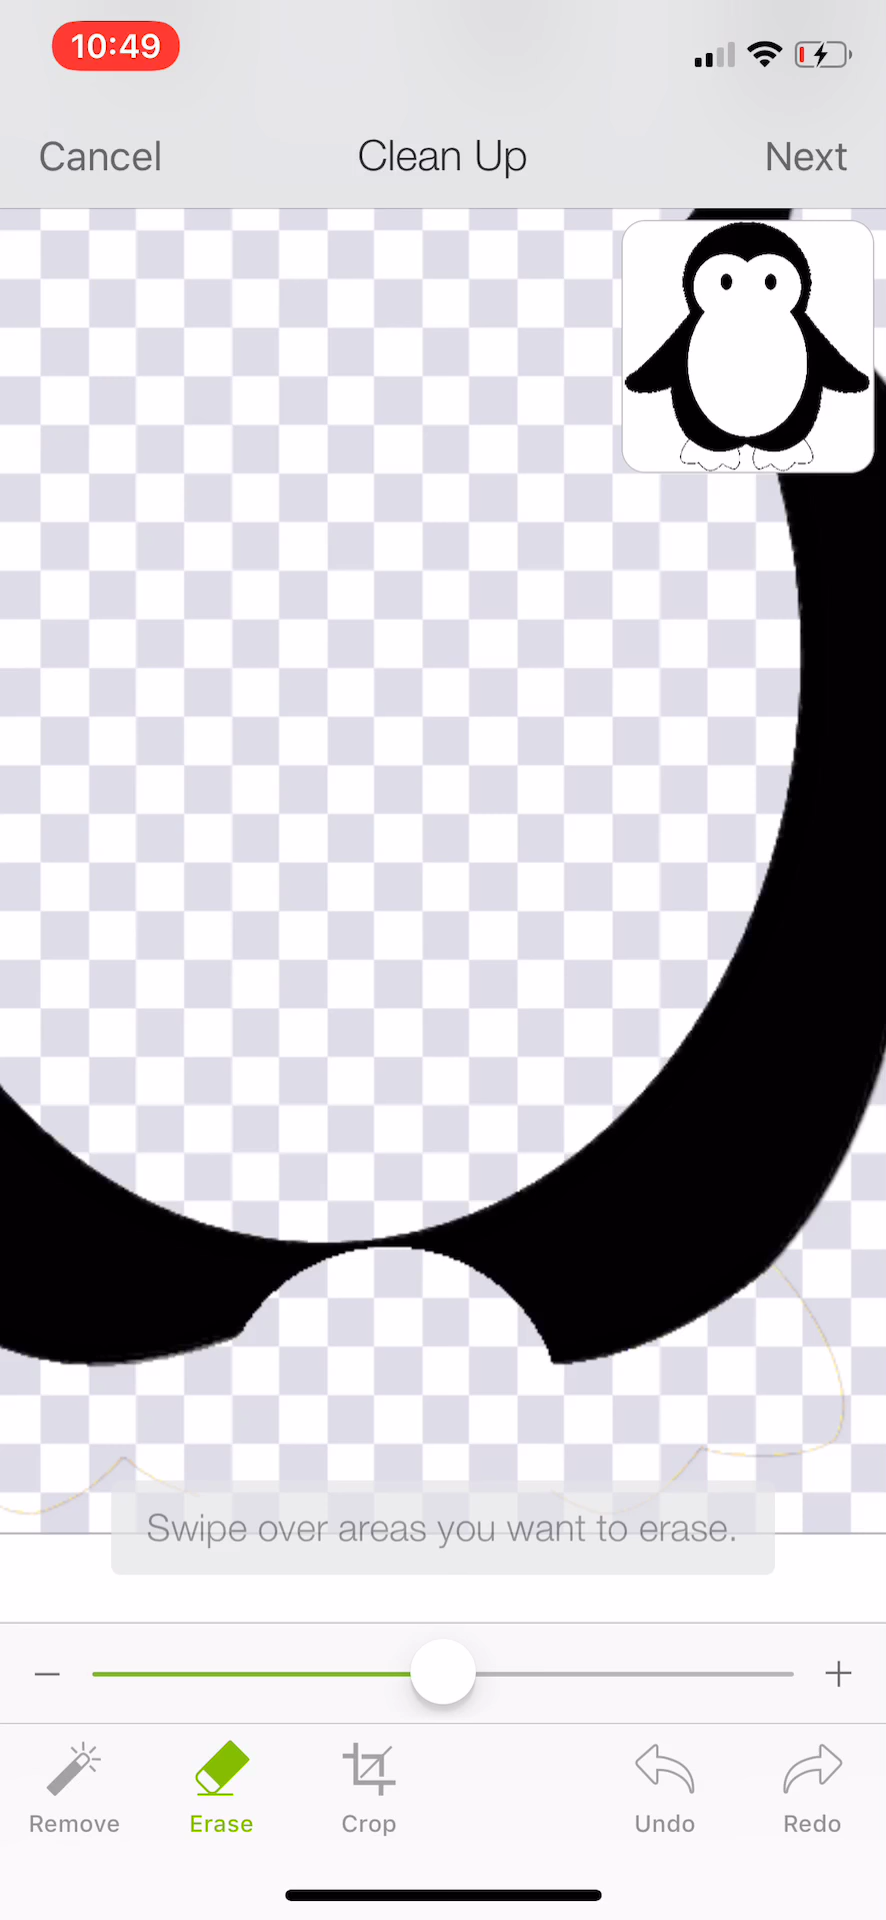 10:49
Cancel Clean Up Next
Swipe over areas you want to erase.
Remove Erase Crop Undo Redo